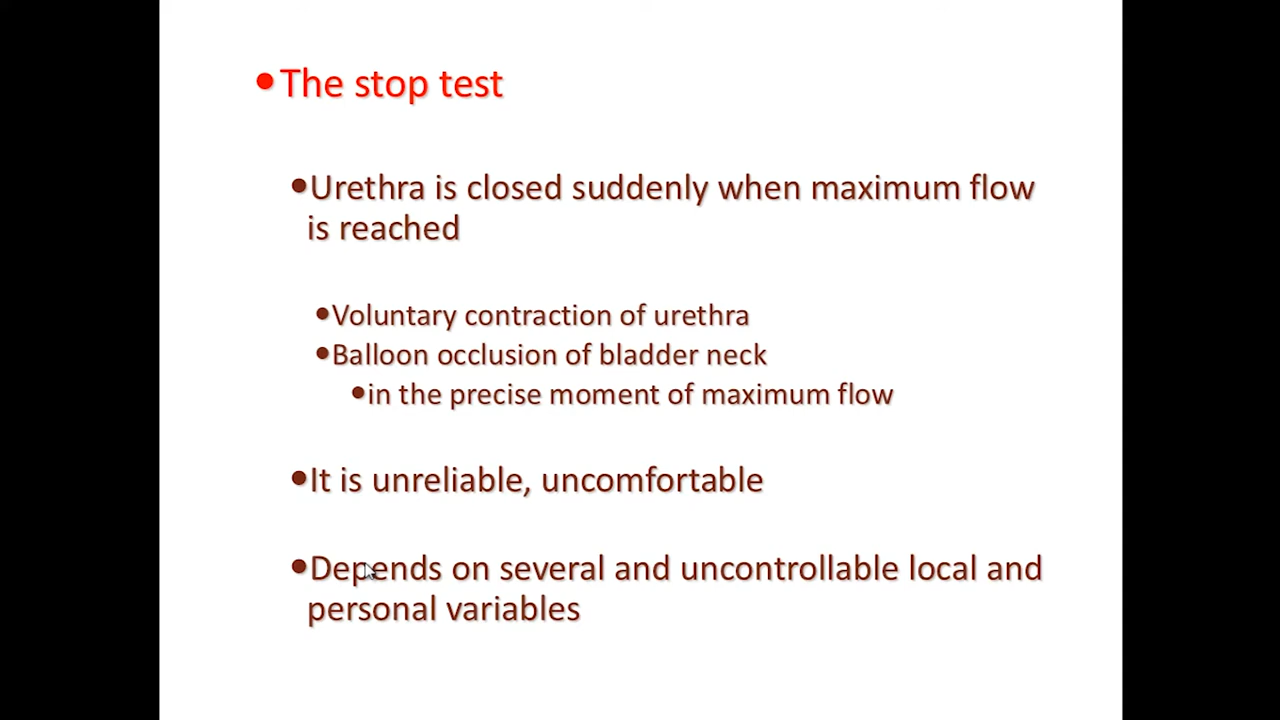 •The stop test
•Urethra is closed suddenly when maximum flow
is reached
•Voluntary contraction of urethra
•Balloon occlusion of bladder neck
•in the precise moment of maximum flow
•It is unreliable, uncomfortable
•Depends on several and uncontrollable local and
personal variables